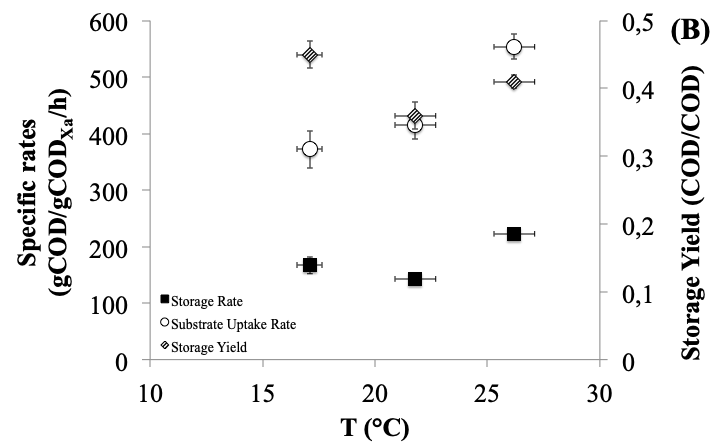 (B)
600
500
400
300
200
100
0
Specific rates
(gCOD/gCODXa/h)
0,5
0,4
0,3
0,2
0,1
0
Storage Yield (COD/COD)
Storage Rate
Substrate Uptake Rate
Storage Yield
10 15 20 25 30
T (°C)